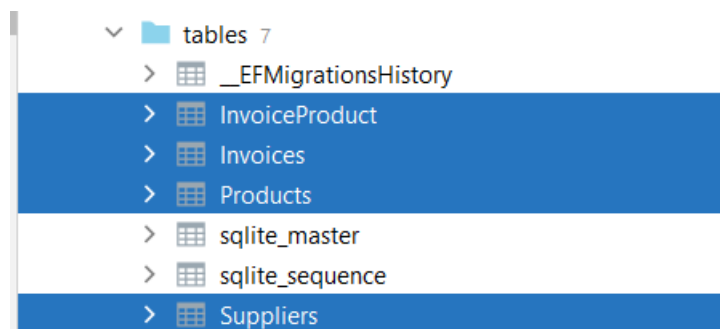 tables 7
__EFMigrationsHistory
InvoiceProduct
Invoices
Products
sqlite_master
sqlite_sequence
Suppliers